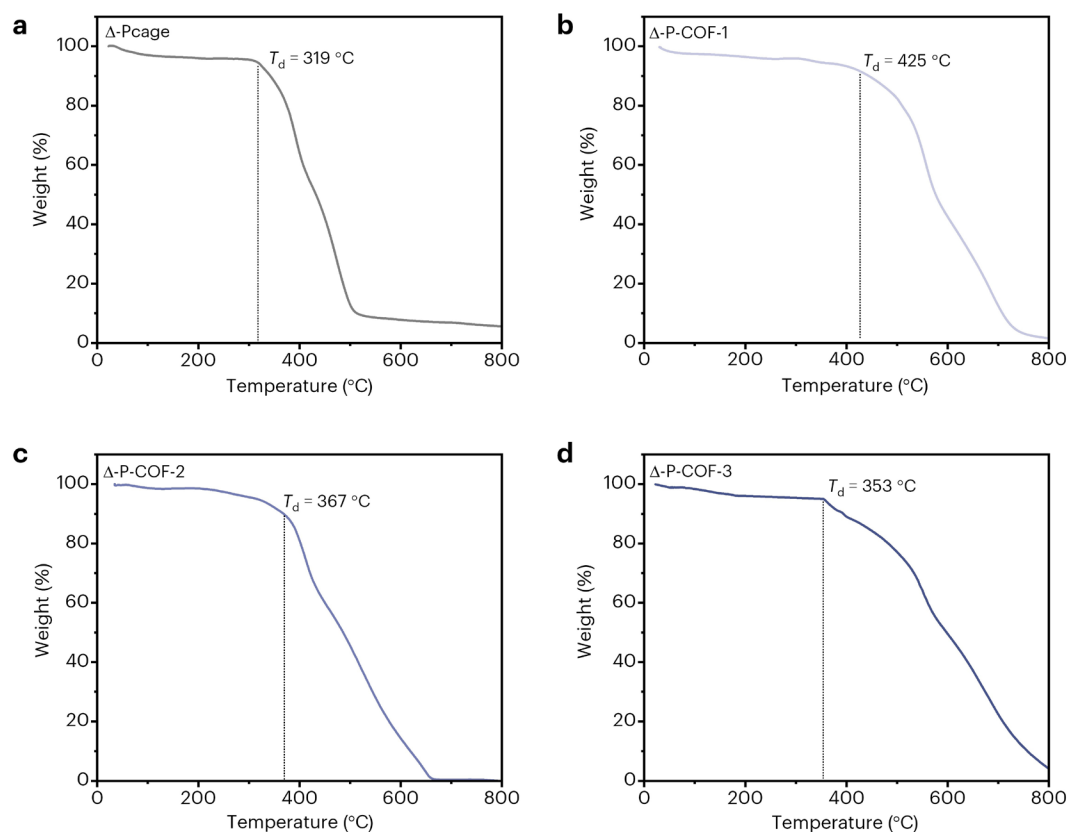 a
Δ-Pcage
T_d = 319 °C
100
80
60
40
20
0
Weight (%)
0 200 400 600 800
Temperature (°C)
b
Δ-P-COF-1
T_d = 425 °C
100
80
60
40
20
0
Weight (%)
0 200 400 600 800
Temperature (°C)
c
Δ-P-COF-2
T_d = 367 °C
100
80
60
40
20
0
Weight (%)
0 200 400 600 800
Temperature (°C)
d
Δ-P-COF-3
T_d = 353 °C
100
80
60
40
20
0
Weight (%)
0 200 400 600 800
Temperature (°C)